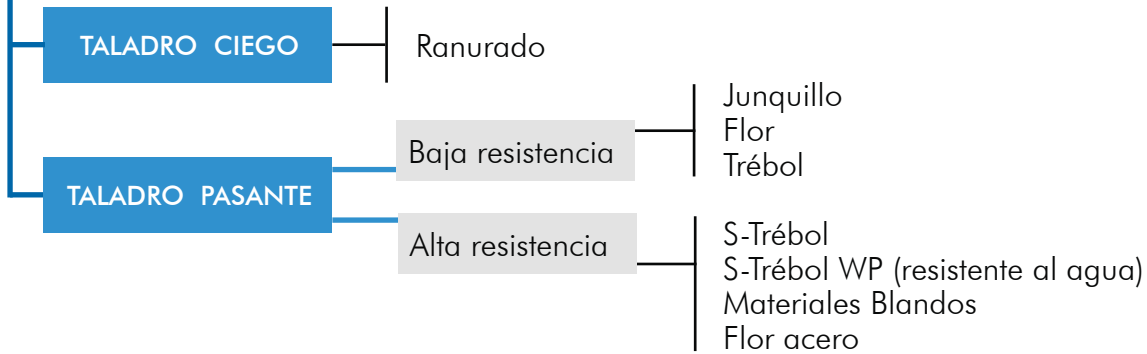 TALADRO CIEGO
Ranurado
TALADRO PASANTE
Baja resistencia
Junquillo
Flor
Trébol
Alta resistencia
S-Trébol
S-Trébol WP (resistente al agua)
Materiales Blandos
Flor acero